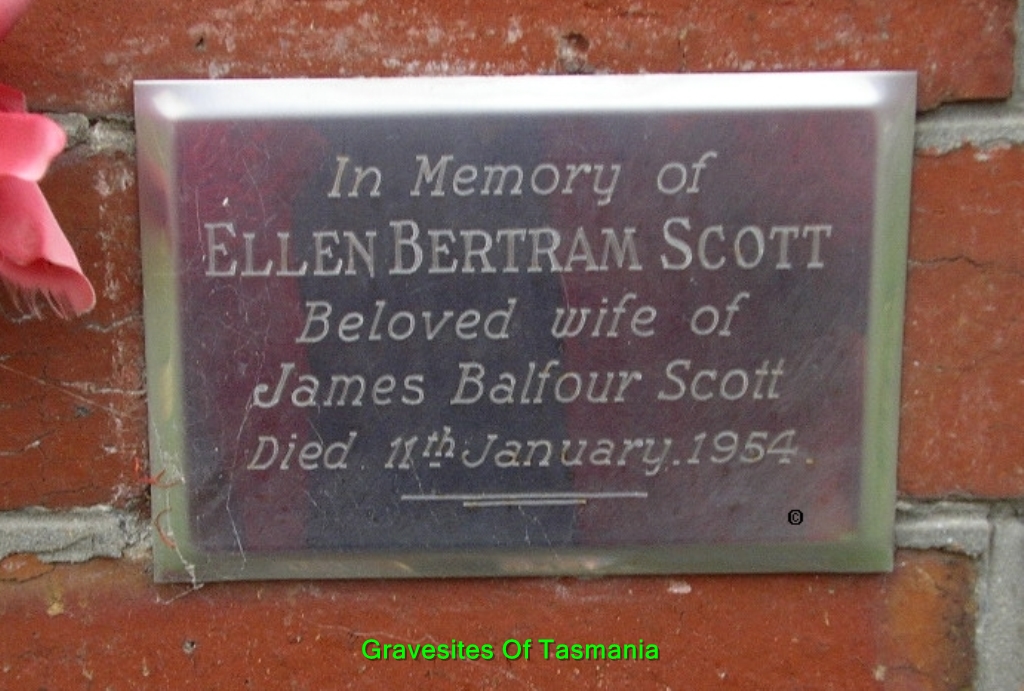 In Memory of
ELLEN BERTRAM SCOTT
Beloved wife of
James Balfour Scott
Died 11th January. 1954.
©
Gravesites Of Tasmania